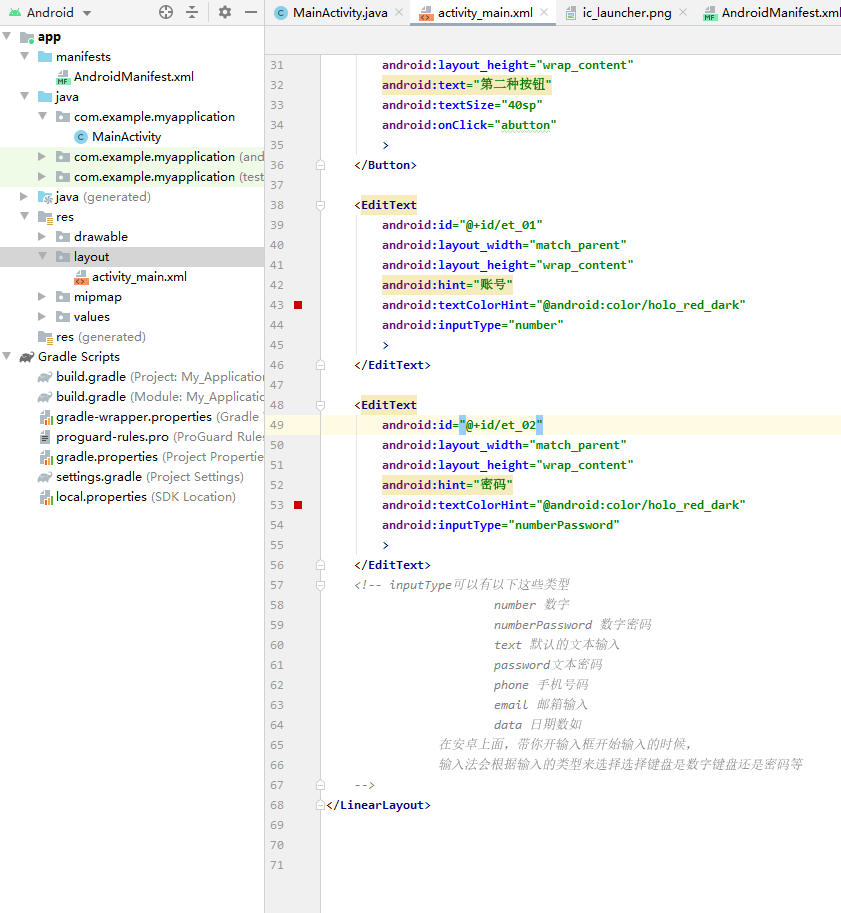 Android
MainActivity.java
activity_main.xml
ic_launcher.png
AndroidManifest.xml
app
manifests
AndroidManifest.xml
java
com.example.myapplication
MainActivity
com.example.myapplication (and
com.example.myapplication (test
java (generated)
res
drawable
layout
activity_main.xml
mipmap
values
res (generated)
Gradle Scripts
build.gradle (Project: My_Application
build.gradle (Module: My_Applic
gradle-wrapper.properties (Gradle
proguard-rules.pro (ProGuard Rules
gradle.properties (Project Propertie
settings.gradle (Project Settings)
local.properties (SDK Location)
31 android:layout_height="wrap_content"
32 android:text="第二种按钮"
33 android:textSize="40sp"
34 android:onClick="abutton"
35 >
36 </Button>
37
38 <EditText
39 android:id="@+id/et_01"
40 android:layout_width="match_parent"
41 android:layout_height="wrap_content"
42 android:hint="账号"
43 android:textColorHint="@android:color/holo_red_dark"
44 android:inputType="number"
45 >
46 </EditText>
47
48 <EditText
49 android:id="@+id/et_02"
50 android:layout_width="match_parent"
51 android:layout_height="wrap_content"
52 android:hint="密码"
53 android:textColorHint="@android:color/holo_red_dark"
54 android:inputType="numberPassword"
55 >
56 </EditText>
57 <!-- inputType可以有以下这些类型
58 number 数字
59 numberPassword 数字密码
60 text 默认的文本输入
61 password文本密码
62 phone 手机号码
63 email 邮箱输入
64 data 日期数如
65 在安卓上面，带你开输入框开始输入的时候，
66 输入法会根据输入的类型来选择选择键盘是数字键盘还是密码等
67 -->
68 </LinearLayout>
69
70
71